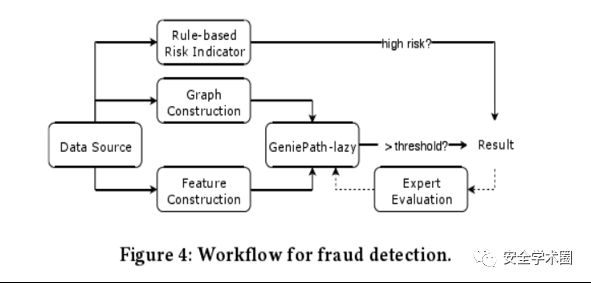 Rule-based
Risk Indicator
high risk?
Graph
Construction
Data Source
GeniePath-lazy
> threshold?
Result
Feature
Construction
Expert
Evaluation
Figure 4: Workflow for fraud detection.
安全学术圈